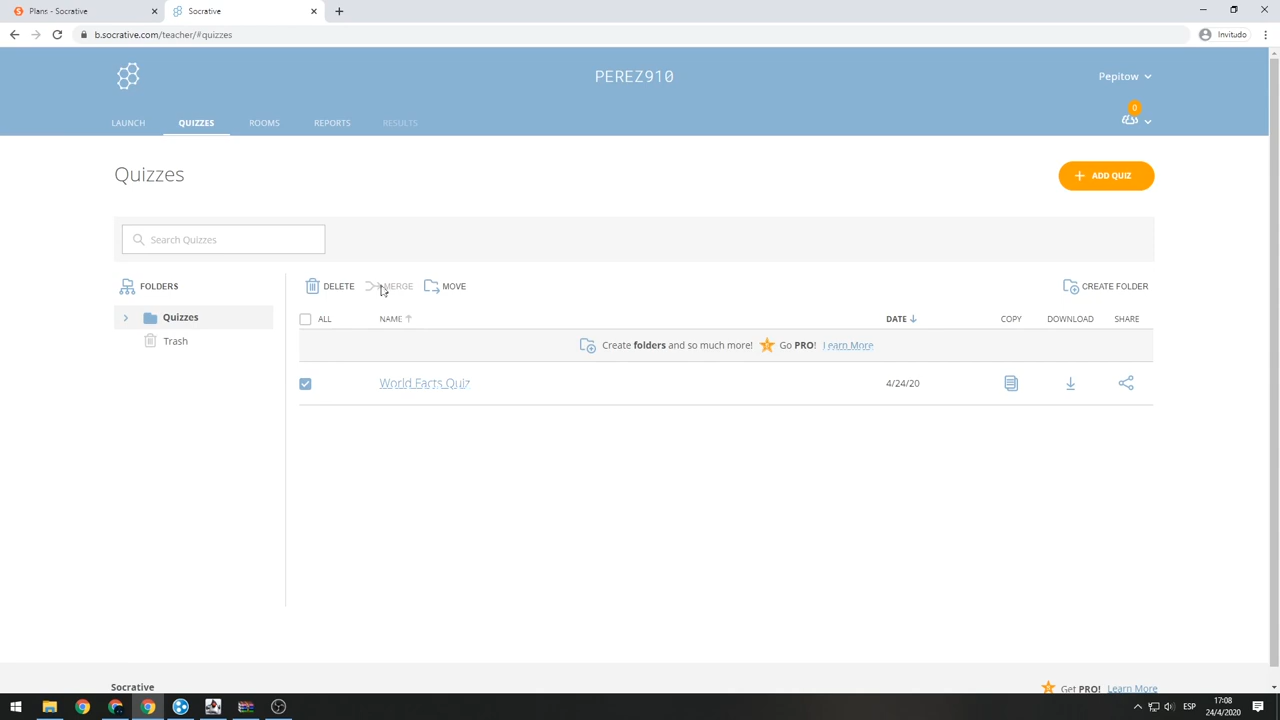 Plans - Socrative
Socrative
b.socrative.com/teacher/#quizzes
Invitudo
PEREZ910
Pepitow
0
LAUNCH QUIZZES ROOMS REPORTS RESULTS
Quizzes
ADD QUIZ
Search Quizzes
FOLDERS
DELETE MERGE MOVE
CREATE FOLDER
Quizzes
Trash
ALL NAME DATE COPY DOWNLOAD SHARE
Create folders and so much more! Go PRO! Learn More
World Facts Quiz 4/24/20
Socrative
Get PRO! Learn More
ESP
17:08
24/4/2020